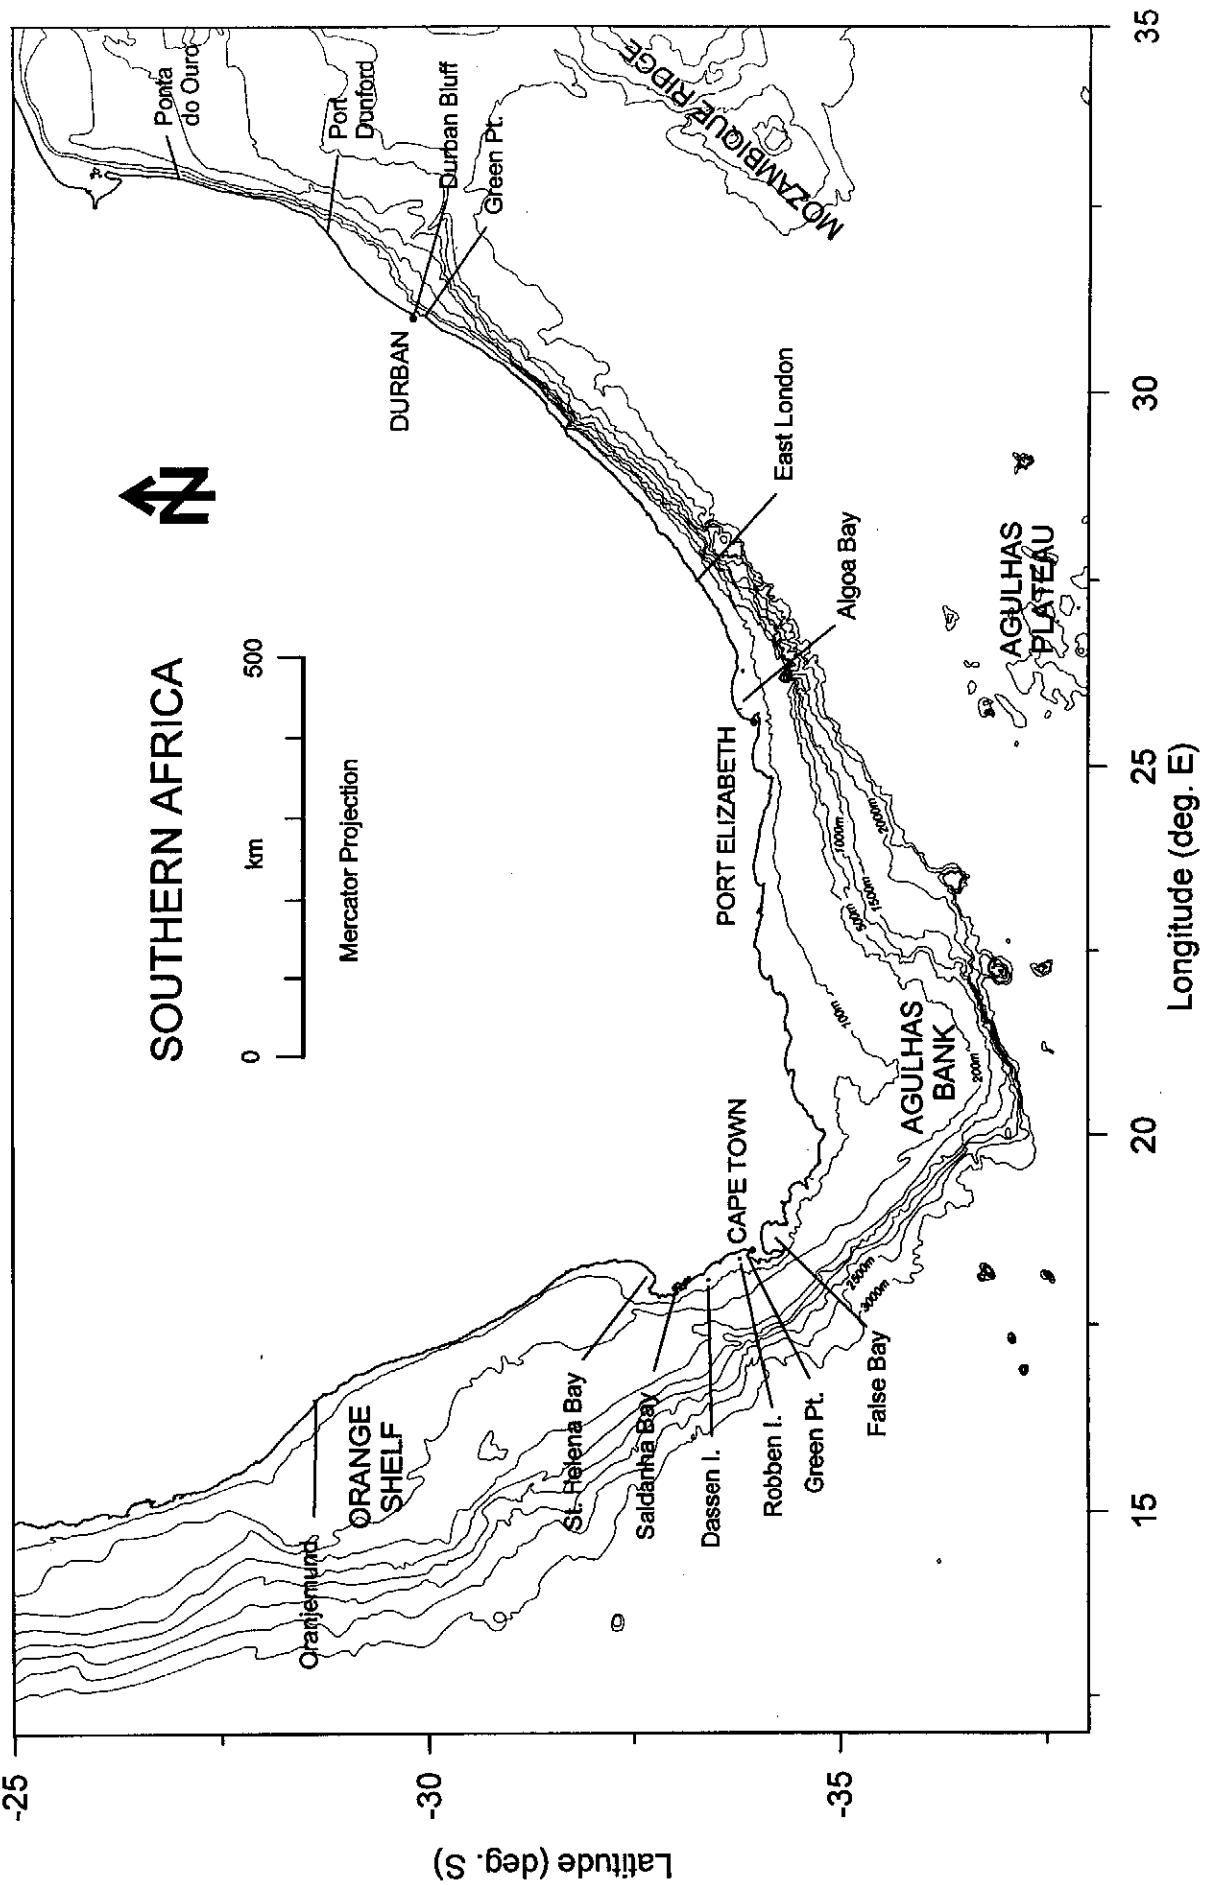 SOUTHERN AFRICA
0
km
500
Mercator Projection
N
Ponta
do Ouro
Port
Dunford
Durban Bluff
Green Pt.
DURBAN
MOZAMBIQUE RIDGE
East London
Algoa Bay
PORT ELIZABETH
AGULHAS
PLATEAU
500m
1000m
1500m
2000m
100m
200m
AGULHAS
BANK
CAPE TOWN
2500m
3000m
Oranjemund
ORANGE
SHELF
St. Helena Bay
Saldanha Bay
Dassen I.
Robben I.
Green Pt.
False Bay
-25
-30
-35
Latitude (deg. S)
15
20
25
30
35
Longitude (deg. E)